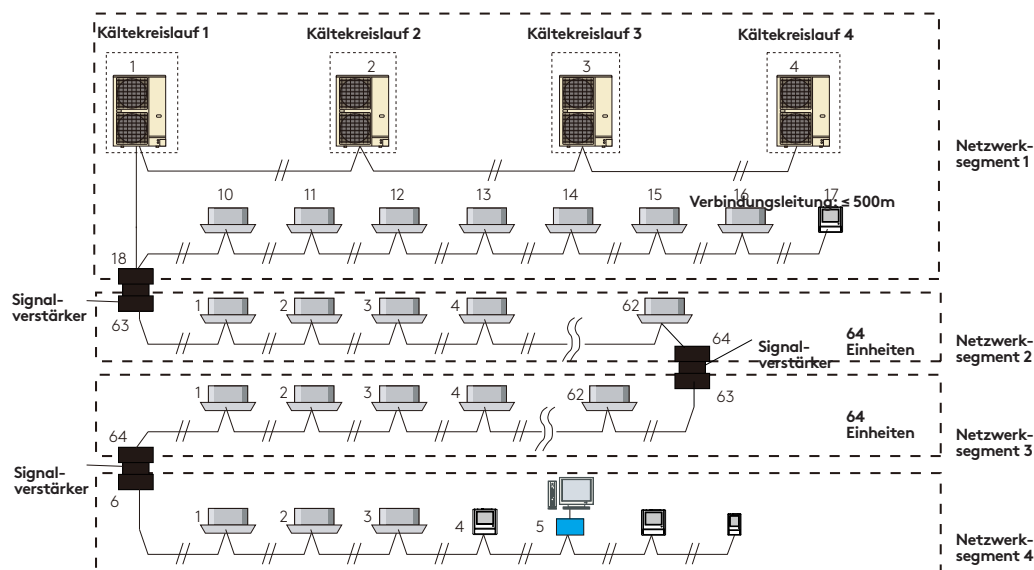 Kältekreislauf 1 Kältekreislauf 2 Kältekreislauf 3 Kältekreislauf 4
1 2 3 4
Netzwerk-
segment 1
10 11 12 13 14 15 16 17
Verbindungsleitung: ≤ 500m
18
Signal-
verstärker
63
1 2 3 4 62 64
64
Einheiten
Signal-
verstärker
Netzwerk-
segment 2
63
1 2 3 4 62
64
Einheiten
Netzwerk-
segment 3
64
Signal-
verstärker
6
1 2 3 4 5
Netzwerk-
segment 4